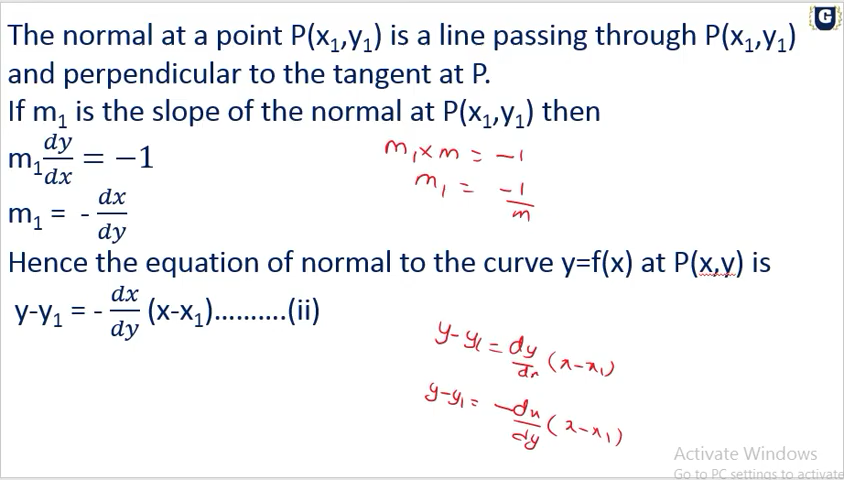 G
The normal at a point P(x₁,y₁) is a line passing through P(x₁,y₁)
and perpendicular to the tangent at P.
If m₁ is the slope of the normal at P(x₁,y₁) then
m₁ dy/dx = −1
m₁ = - dx/dy
m₁ × m = −1
m₁ = −1/m
Hence the equation of normal to the curve y=f(x) at P(x,y) is
y-y₁ = - dx/dy (x-x₁)..........(ii)
y−y₁ = dy/dx (x−x₁)
y−y₁ = −dx/dy (x−x₁)
Activate Windows
Go to PC settings to activate